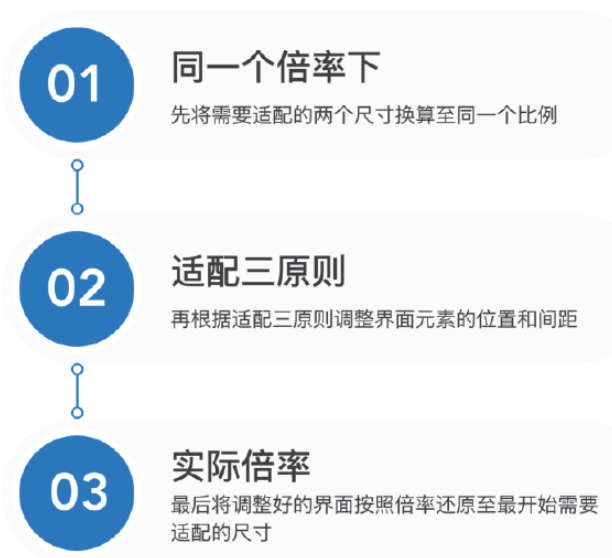 01
同一个倍率下
先将需要适配的两个尺寸换算至同一个比例
02
适配三原则
再根据适配三原则调整界面元素的位置和间距
03
实际倍率
最后将调整好的界面按照倍率还原至最开始需要
适配的尺寸